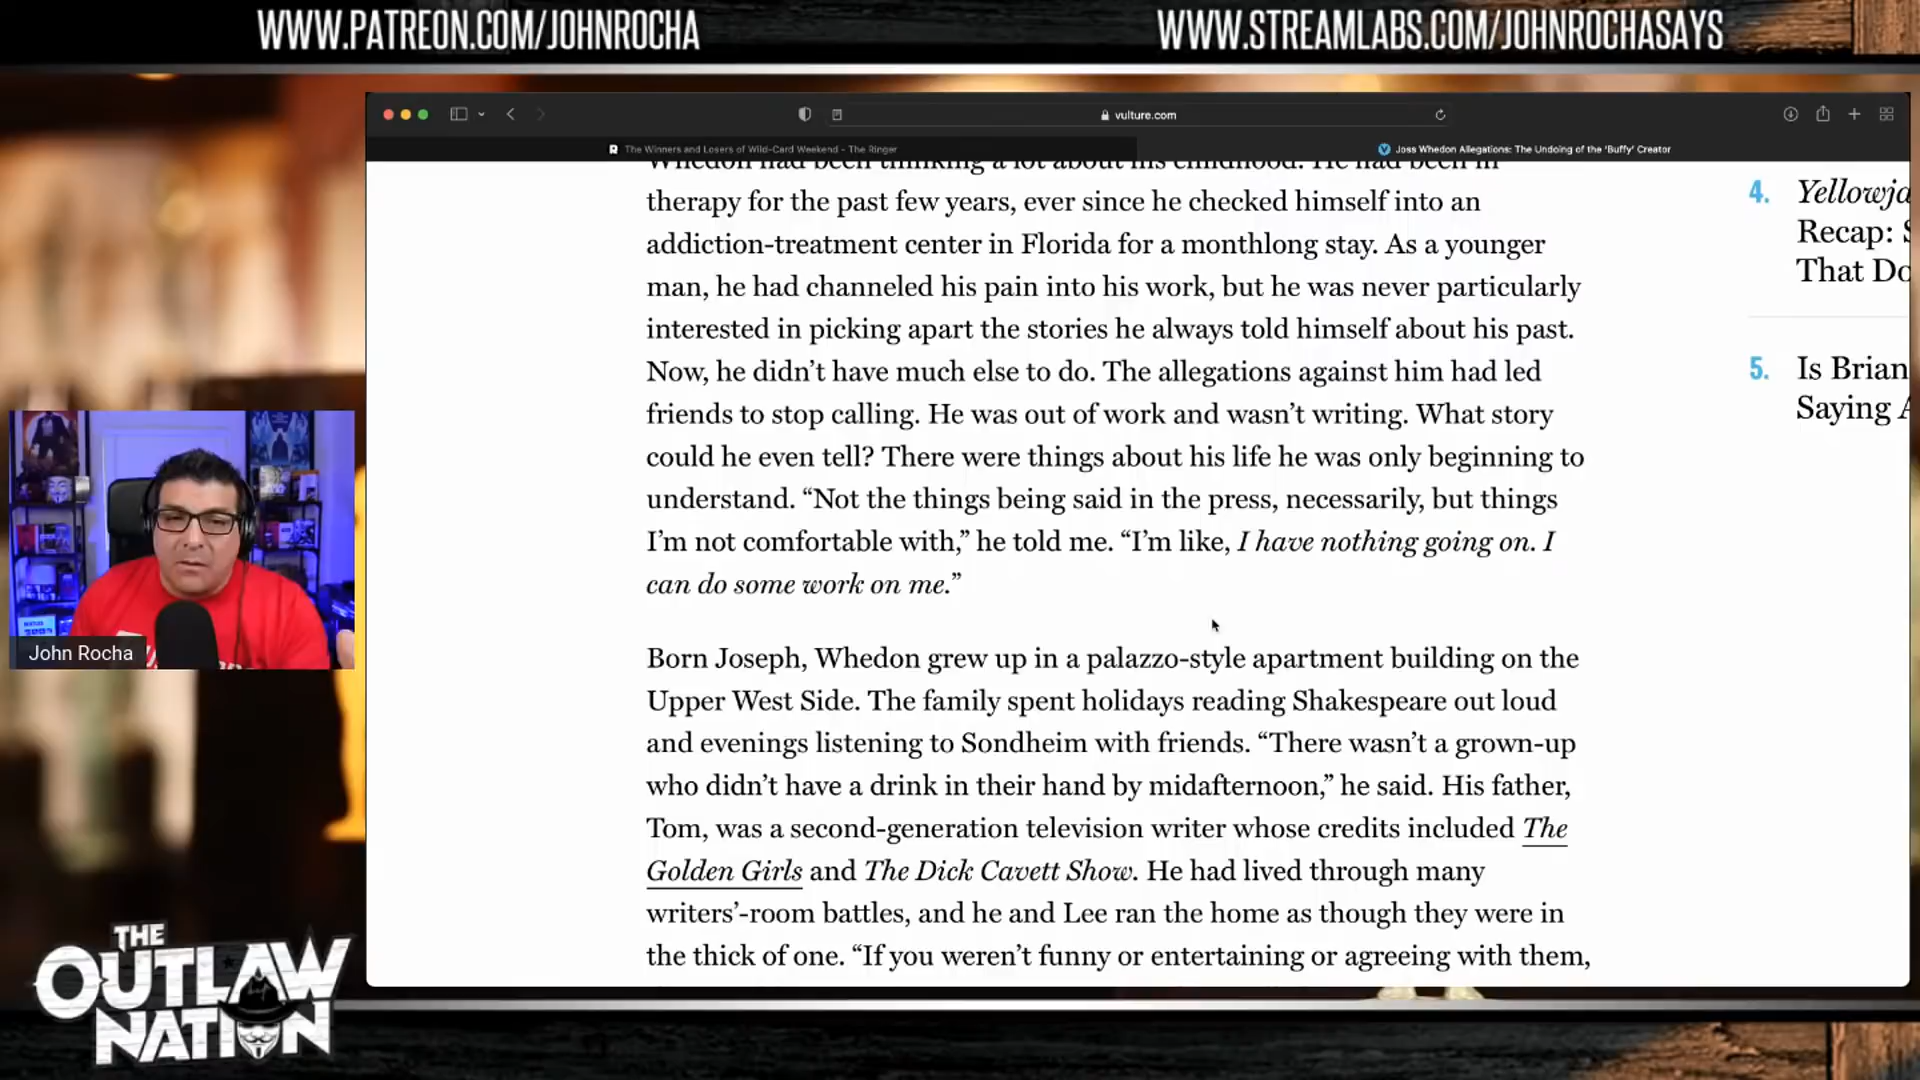 WWW.PATREON.COM/JOHNROCHA
WWW.STREAMLABS.COM/JOHNROCHASAYS
vulture.com
The Winners and Losers of Wild-Card Weekend - The Ringer
Joss Whedon Allegations: The Undoing of the ‘Buffy’ Creator
Whedon had been thinking a lot about his childhood. He had been in
therapy for the past few years, ever since he checked himself into an
addiction-treatment center in Florida for a monthlong stay. As a younger
man, he had channeled his pain into his work, but he was never particularly
interested in picking apart the stories he always told himself about his past.
Now, he didn’t have much else to do. The allegations against him had led
friends to stop calling. He was out of work and wasn’t writing. What story
could he even tell? There were things about his life he was only beginning to
understand. “Not the things being said in the press, necessarily, but things
I’m not comfortable with,” he told me. “I’m like, I have nothing going on. I
can do some work on me.”
Born Joseph, Whedon grew up in a palazzo-style apartment building on the
Upper West Side. The family spent holidays reading Shakespeare out loud
and evenings listening to Sondheim with friends. “There wasn’t a grown-up
who didn’t have a drink in their hand by midafternoon,” he said. His father,
Tom, was a second-generation television writer whose credits included The
Golden Girls and The Dick Cavett Show. He had lived through many
writers’-room battles, and he and Lee ran the home as though they were in
the thick of one. “If you weren’t funny or entertaining or agreeing with them,
4. Yellowja
Recap: S
That Do
5. Is Brian
Saying A
John Rocha
THE
OUTLAW
NATION